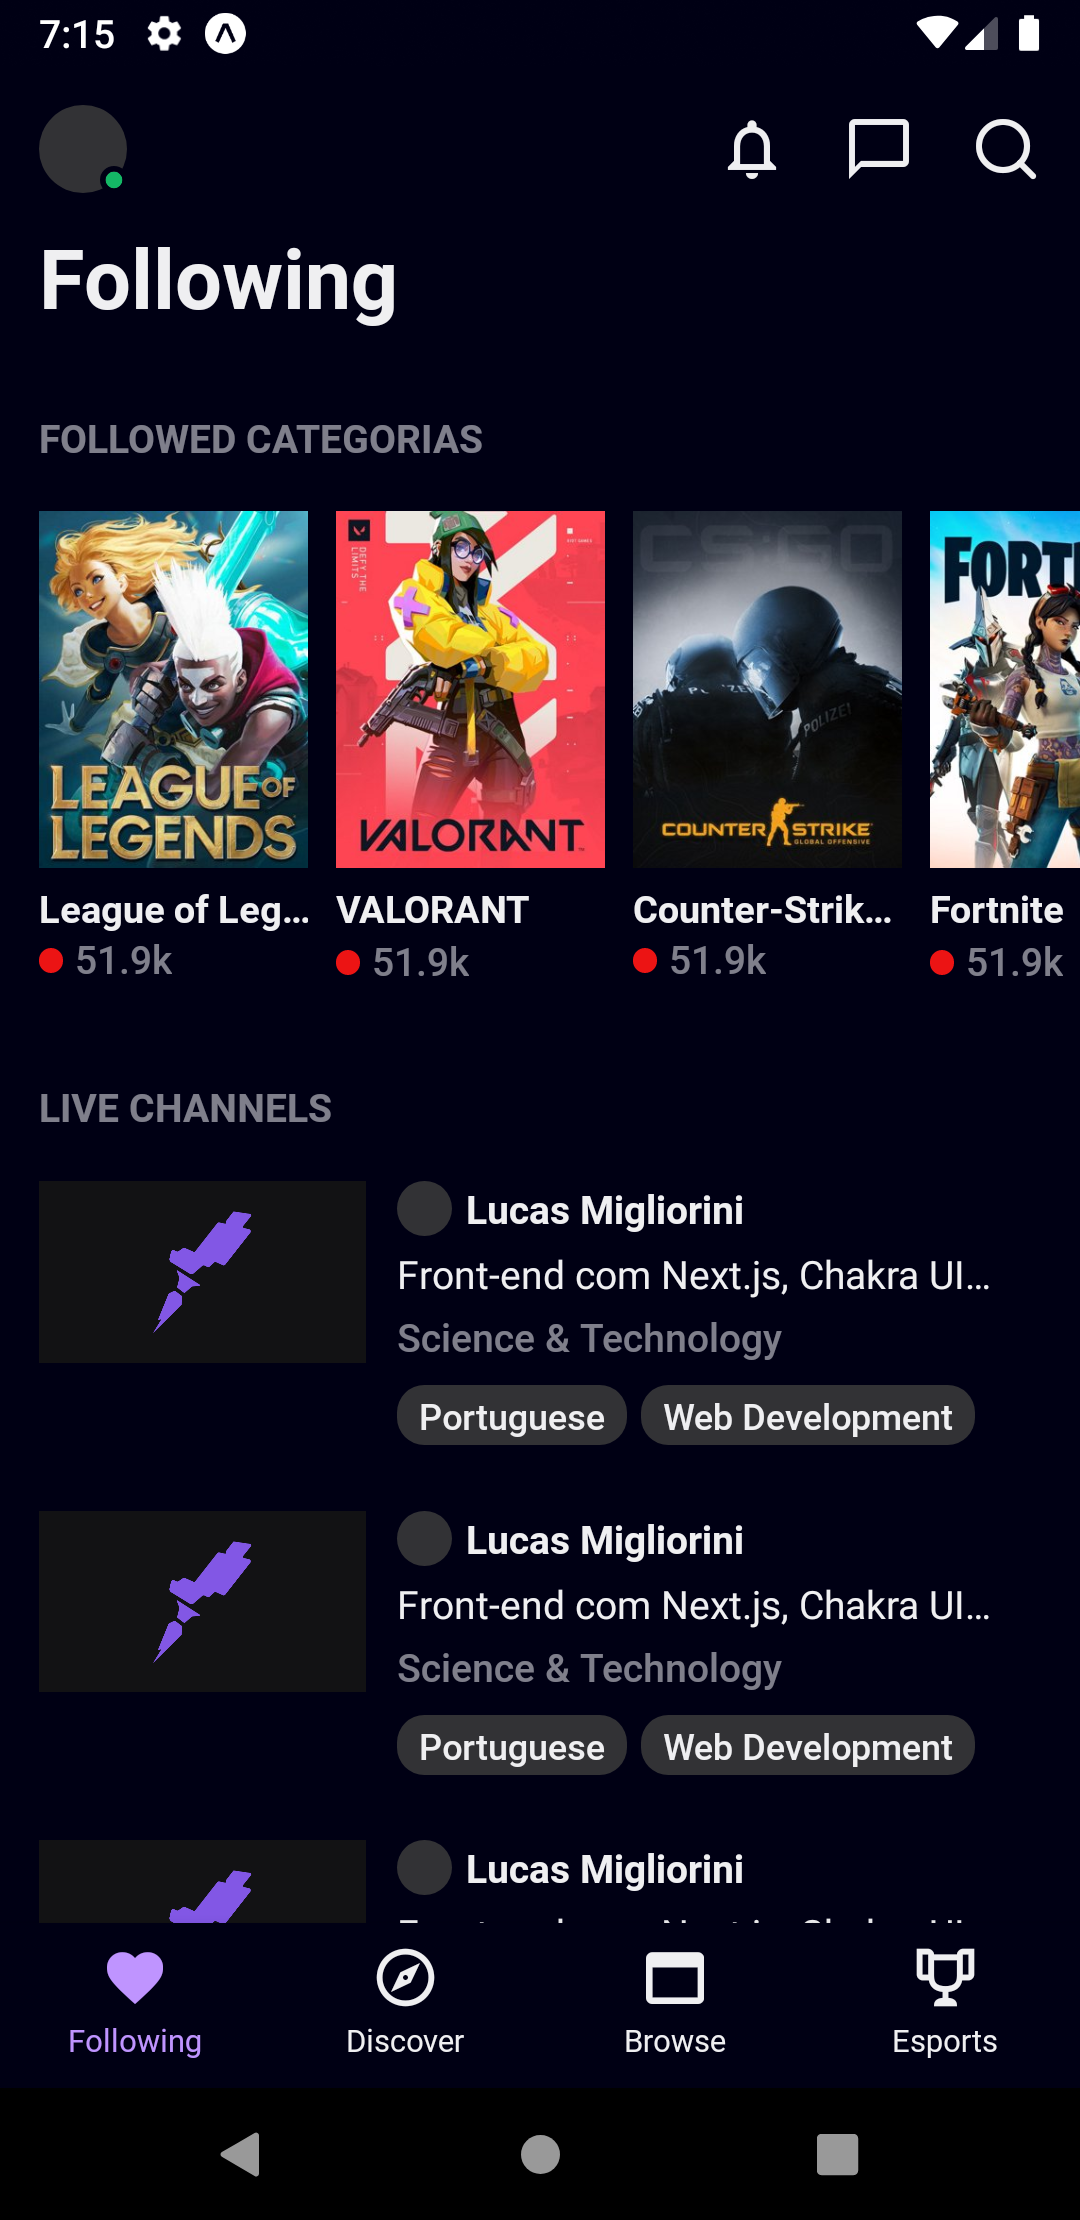 7:15
Following
FOLLOWED CATEGORIAS
DEFY THE
LIMITS
CS:GO
FORT
POLIZEI
LEAGUE OF
LEGENDS
VALORANT
COUNTER STRIKE
GLOBAL OFFENSIVE
League of Leg...
VALORANT
Counter-Strik...
Fortnite
51.9k
51.9k
51.9k
51.9k
LIVE CHANNELS
Lucas Migliorini
Front-end com Next.js, Chakra UI...
Science & Technology
Portuguese
Web Development
Lucas Migliorini
Front-end com Next.js, Chakra UI...
Science & Technology
Portuguese
Web Development
Lucas Migliorini
Following
Discover
Browse
Esports